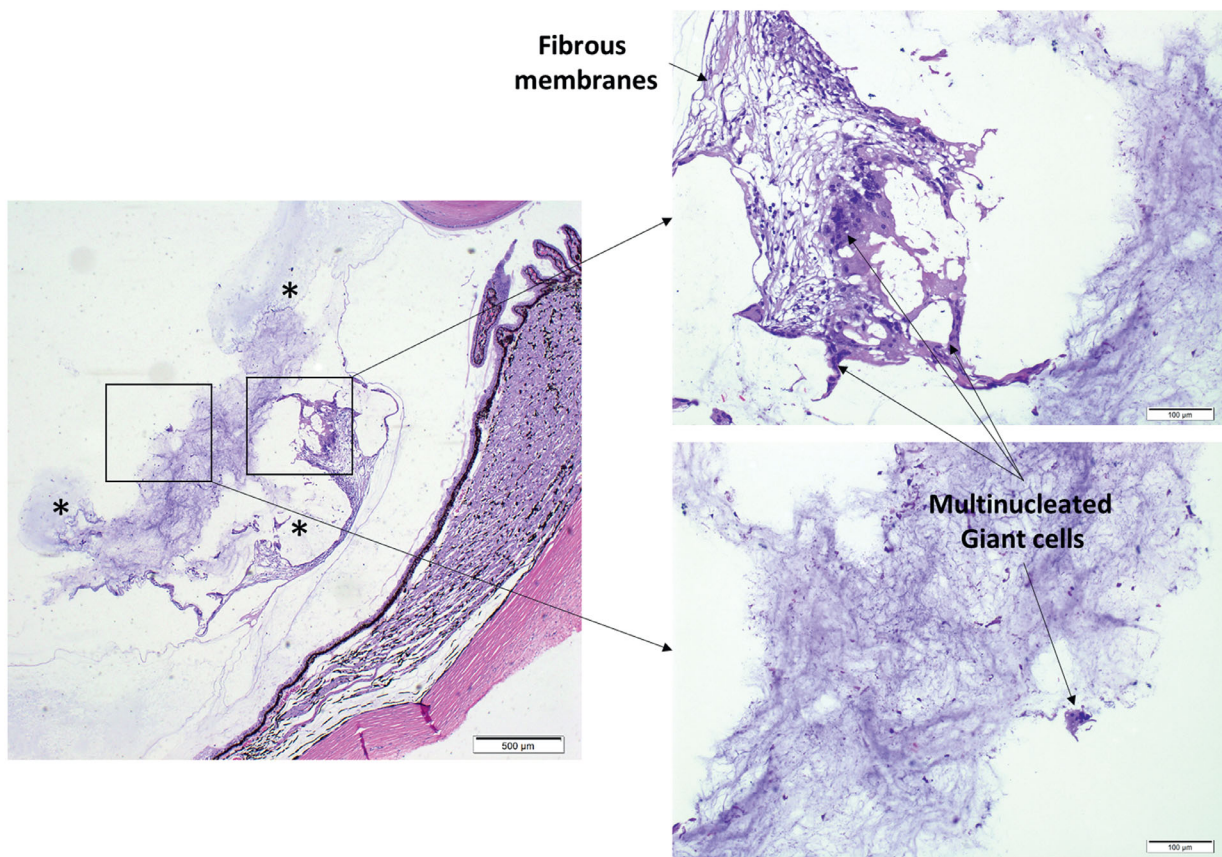 Fibrous
membranes
*
*
*
500 µm
100 µm
Multinucleated
Giant cells
100 µm